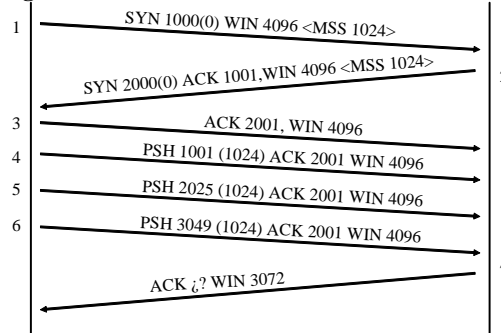 1
SYN 1000(0) WIN 4096 <MSS 1024>
SYN 2000(0) ACK 1001,WIN 4096 <MSS 1024>
3
ACK 2001, WIN 4096
4
PSH 1001 (1024) ACK 2001 WIN 4096
5
PSH 2025 (1024) ACK 2001 WIN 4096
6
PSH 3049 (1024) ACK 2001 WIN 4096
ACK ¿? WIN 3072